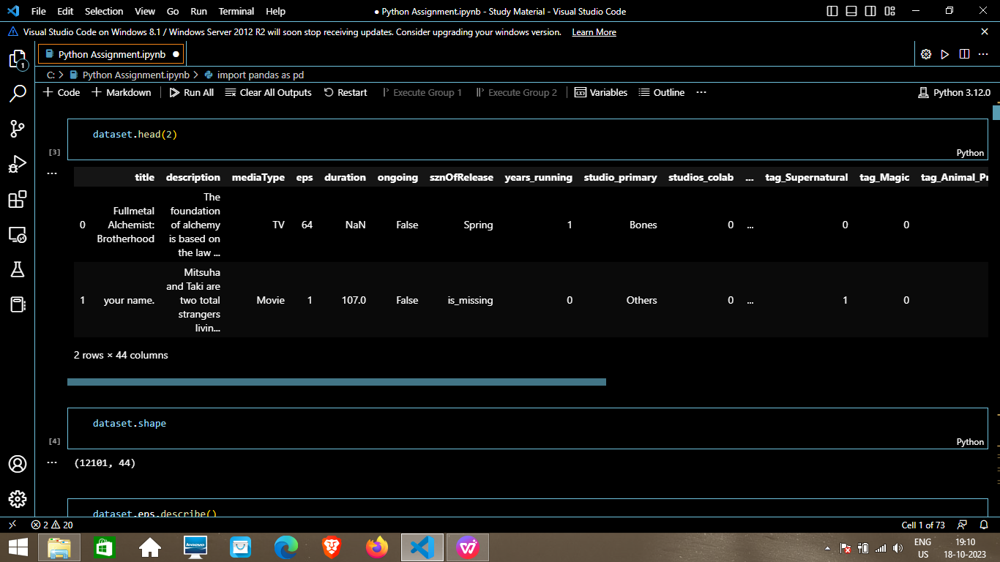 File Edit Selection View Go Run Terminal Help
● Python Assignment.ipynb - Study Material - Visual Studio Code
Visual Studio Code on Windows 8.1 / Windows Server 2012 R2 will soon stop receiving updates. Consider upgrading your windows version. Learn More
1
Python Assignment.ipynb ●
C: > Python Assignment.ipynb > import pandas as pd
+ Code + Markdown Run All Clear All Outputs Restart Execute Group 1 Execute Group 2 Variables Outline ... Python 3.12.0
dataset.head(2)
[3]
Python
...
title description mediaType eps duration ongoing sznOfRelease years_running studio_primary studios_colab ... tag_Supernatural tag_Magic tag_Animal_Pr
0 Fullmetal Alchemist: Brotherhood The foundation of alchemy is based on the law ... TV 64 NaN False Spring 1 Bones 0 ... 0 0
1 your name. Mitsuha and Taki are two total strangers livin... Movie 1 107.0 False is_missing 0 Others 0 ... 1 0
2 rows × 44 columns
dataset.shape
[4]
Python
...
(12101, 44)
dataset.eps.describe()
2 20
Cell 1 of 73
lenovo
ENG
US
19:10
18-10-2023